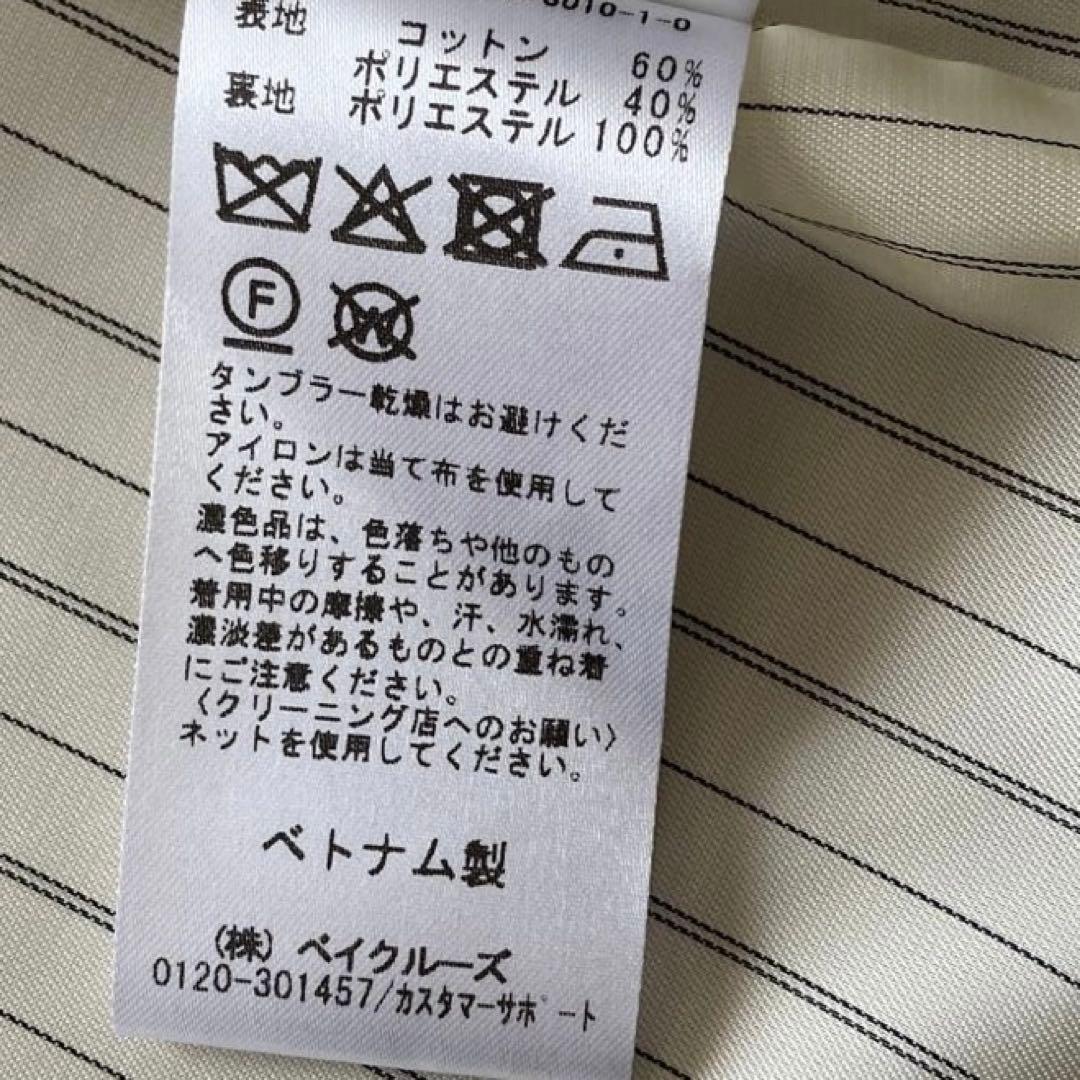 8010-1-0
表地 コットン 60%
ポリエステル 40%
裏地 ポリエステル 100%
F
W
タンブラー乾燥はお避けくだ
さい。
アイロンは当て布を使用して
ください。
濃色品は、色落ちや他のもの
へ色移りすることがあります。
着用中の摩擦や、汗、水濡れ、
濃淡差があるものとの重ね着
にご注意ください。
〈クリーニング店へのお願い〉
ネットを使用してください。
ベトナム製
(株) ベイクルーズ
0120-301457/カスタマーサポート